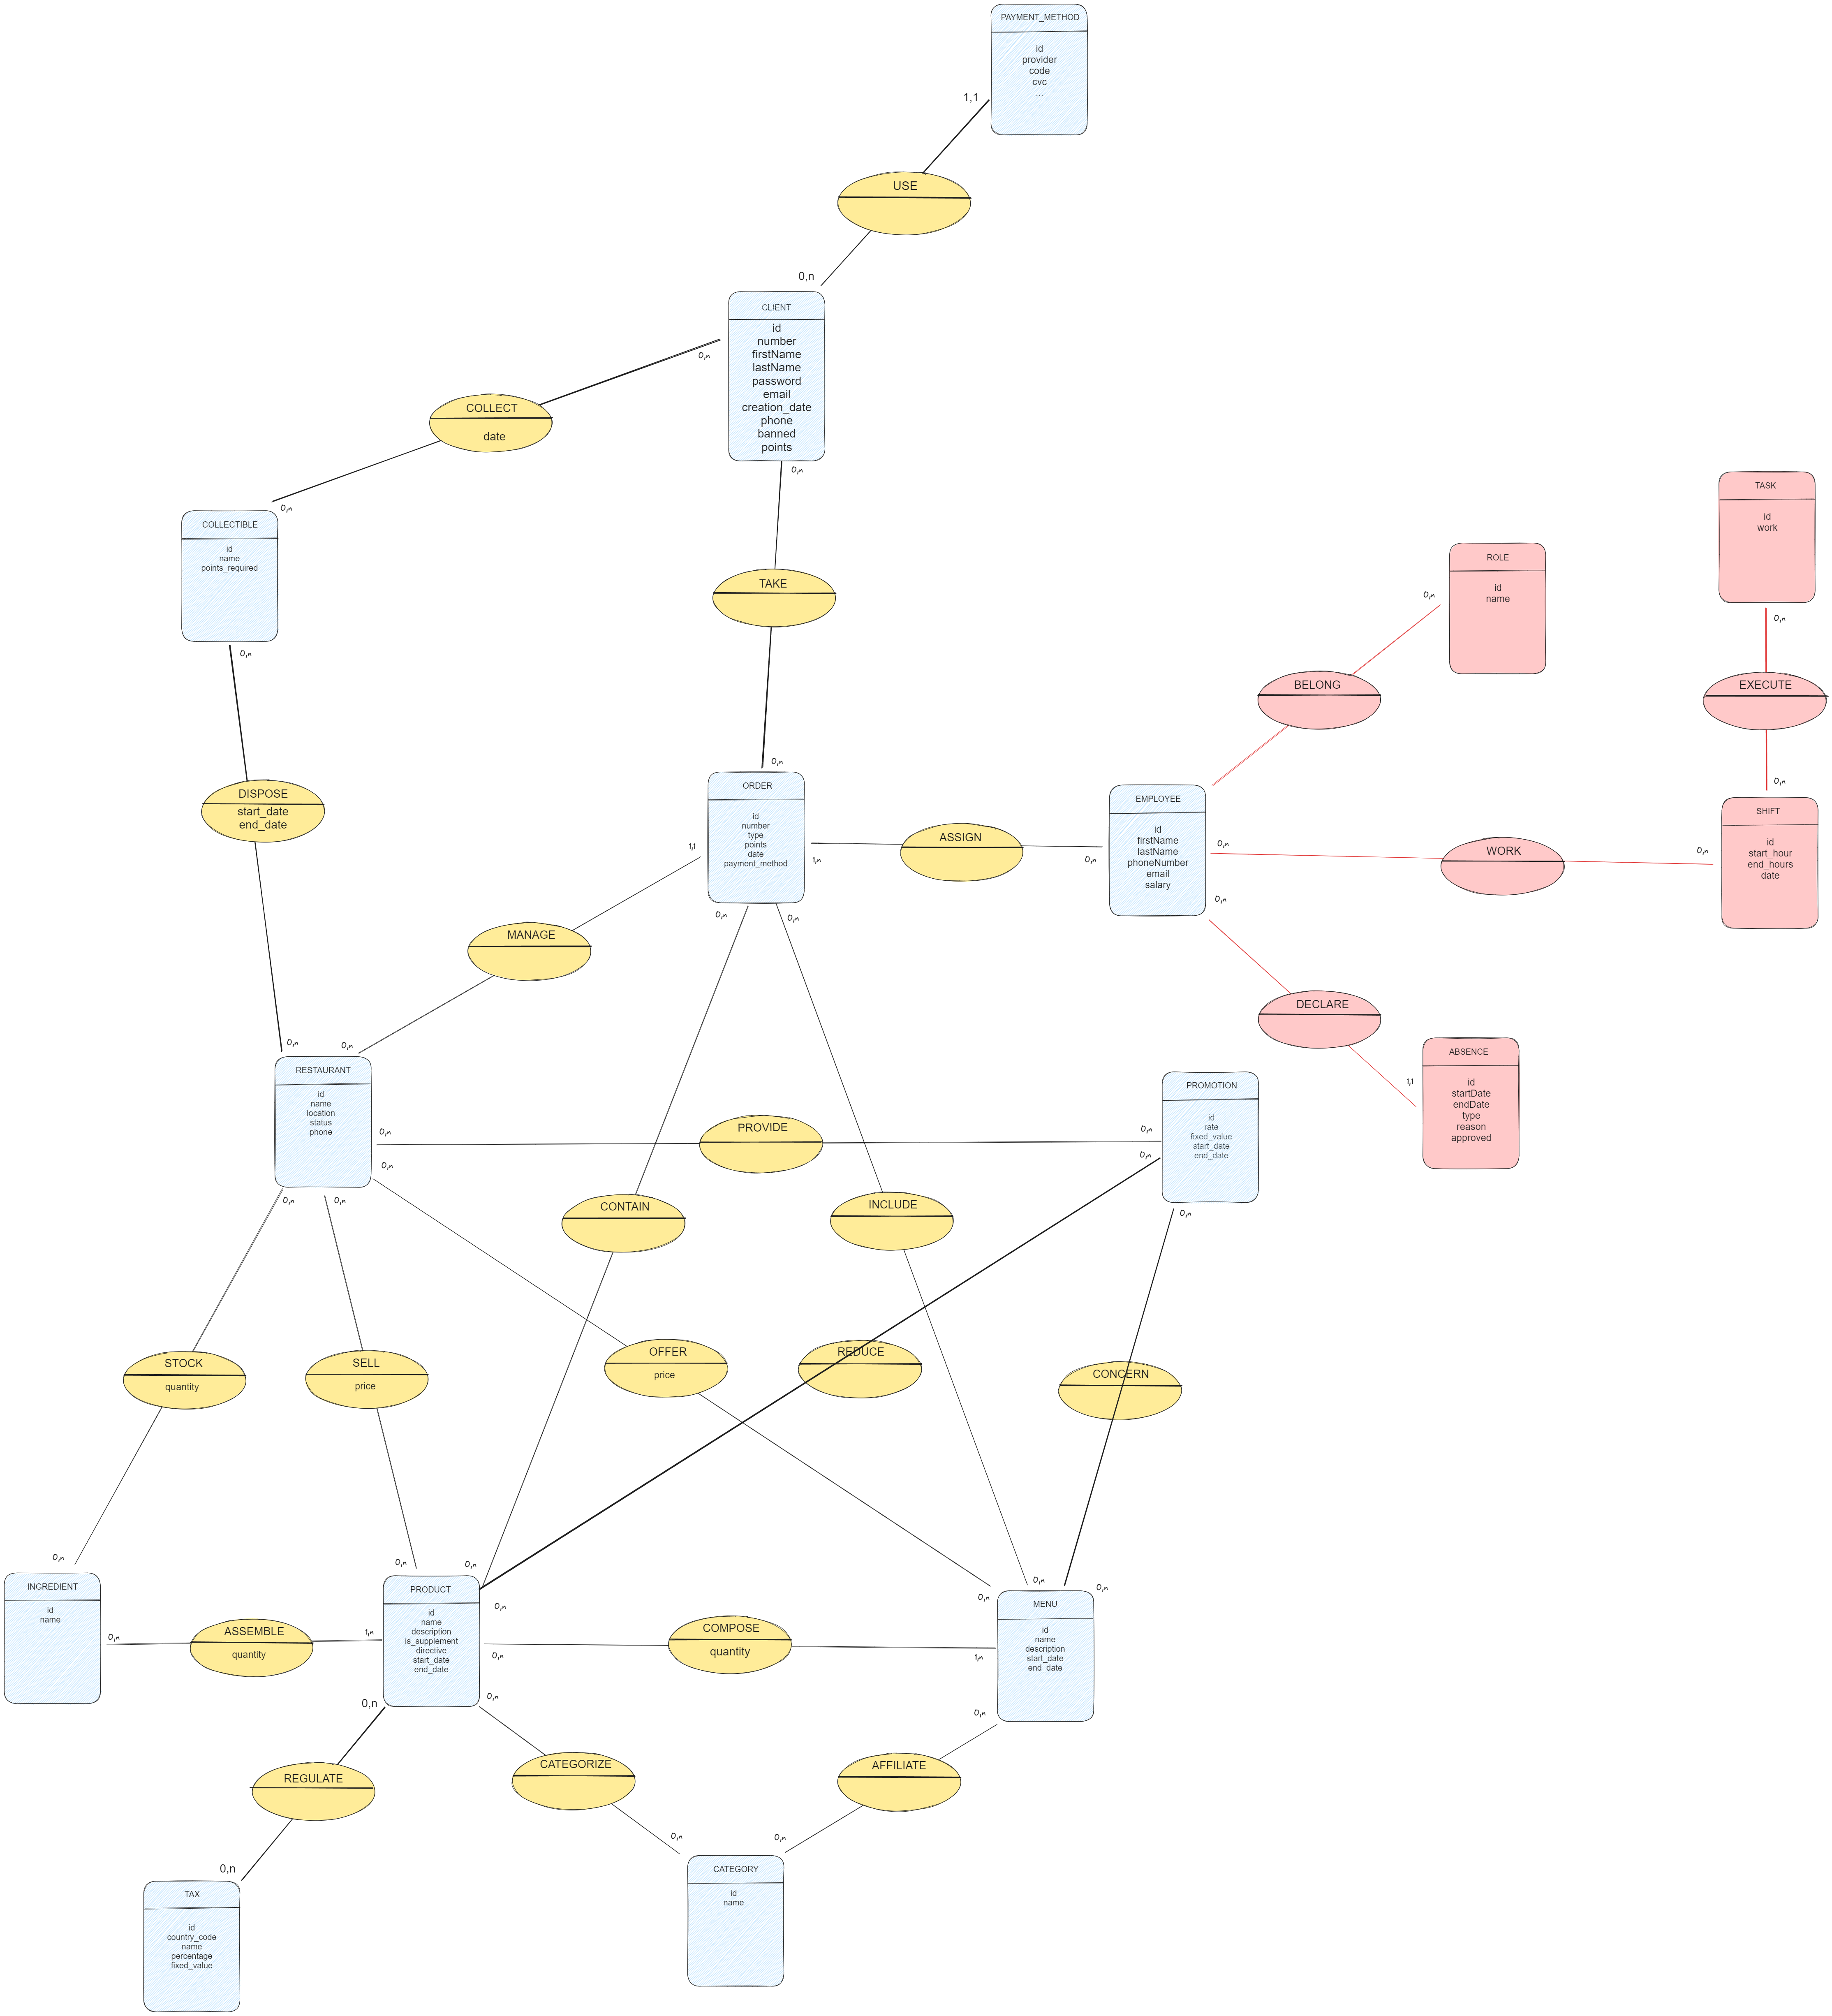 PAYMENT_METHOD
id
provider
code
cvc
...
1,1
USE
0,n
CLIENT
id
number
firstName
lastName
password
email
creation_date
phone
banned
points
0,n
COLLECT
date
0,n
0,n
COLLECTIBLE
id
name
points_required
0,n
TAKE
0,n
TASK
id
work
0,n
ROLE
id
name
0,n
BELONG
EXECUTE
0,n
DISPOSE
start_date
end_date
0,n
ORDER
id
number
type
points
date
payment_method
1,1
1,n
ASSIGN
0,n
EMPLOYEE
id
firstName
lastName
phoneNumber
email
salary
0,n
WORK
0,n
SHIFT
id
start_hour
end_hours
date
0,n
0,n
0,n
MANAGE
0,n
DECLARE
1,1
ABSENCE
id
startDate
endDate
type
reason
approved
RESTAURANT
id
name
location
status
phone
0,n
PROVIDE
0,n
PROMOTION
id
rate
fixed_value
start_date
end_date
0,n
0,n
0,n
0,n
0,n
CONTAIN
INCLUDE
STOCK
quantity
SELL
price
OFFER
price
REDUCE
CONCERN
0,n
0,n
0,n
0,n
0,n
0,n
INGREDIENT
id
name
0,n
ASSEMBLE
quantity
1,n
PRODUCT
id
name
description
is_supplement
directive
start_date
end_date
0,n
0,n
COMPOSE
quantity
1,n
MENU
id
name
description
start_date
end_date
0,n
0,n
0,n
REGULATE
CATEGORIZE
AFFILIATE
0,n
0,n
0,n
TAX
id
country_code
name
percentage
fixed_value
CATEGORY
id
name